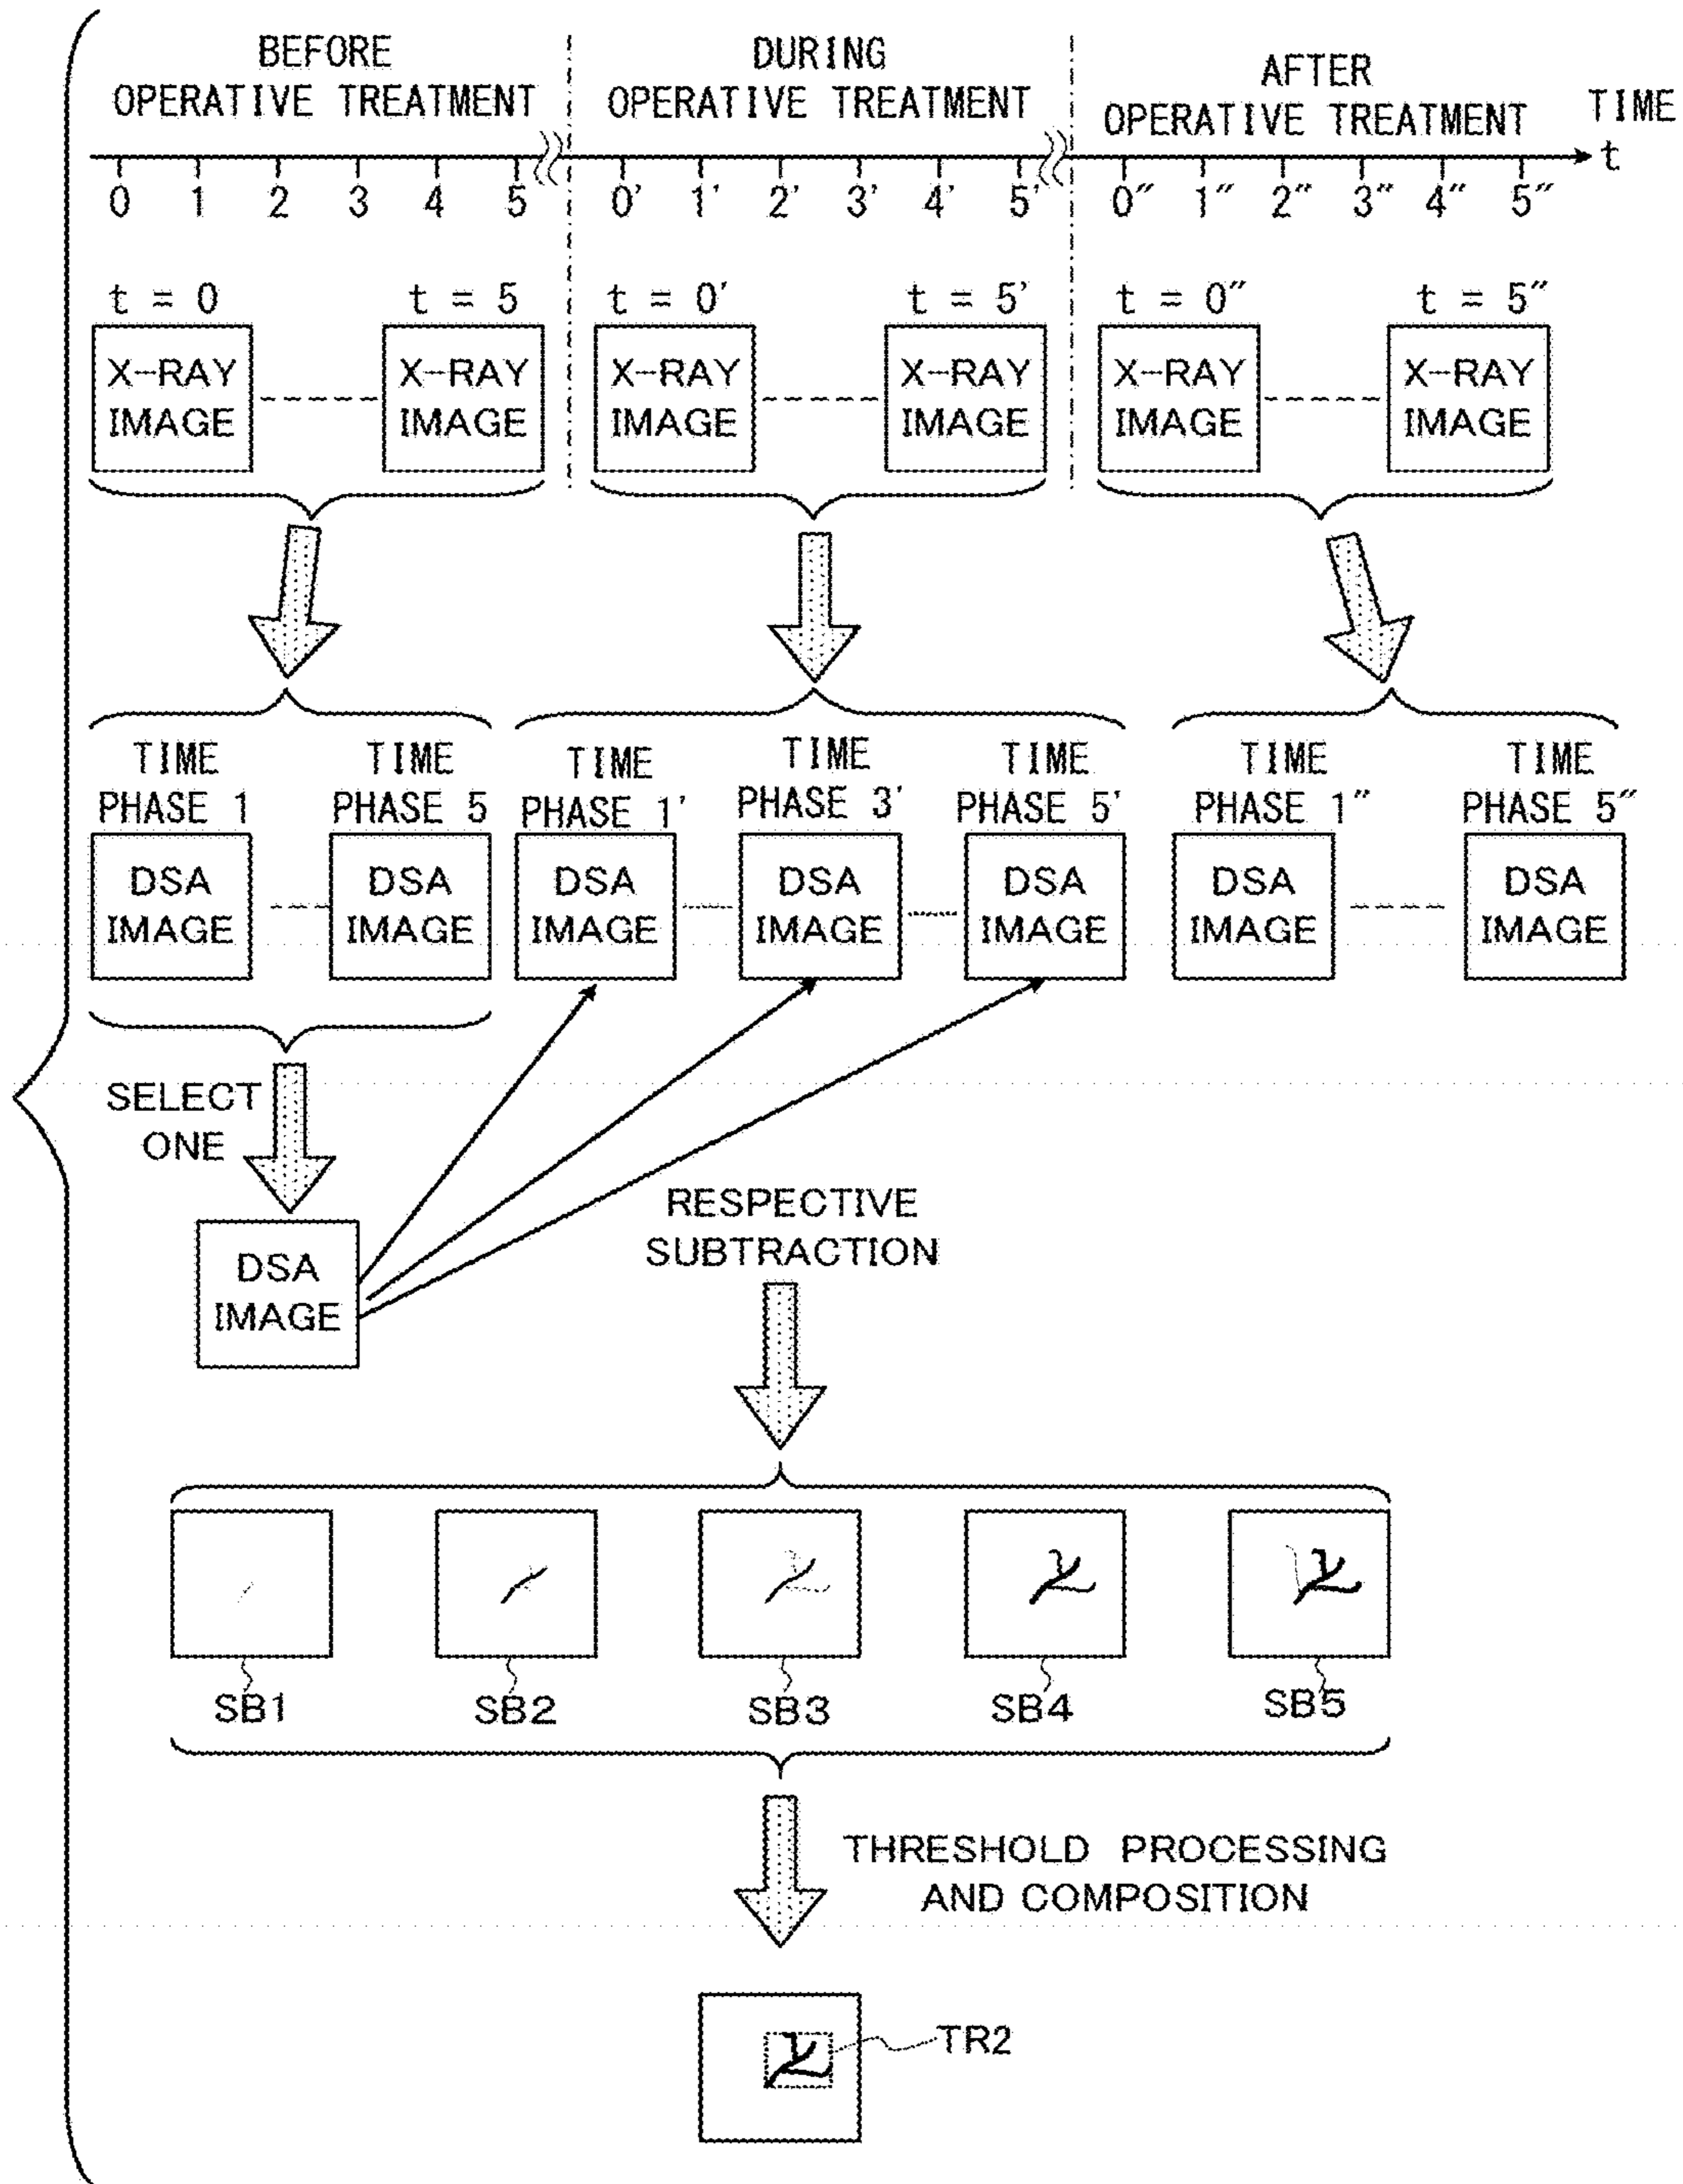 BEFORE
OPERATIVE TREATMENT
DURING
OPERATIVE TREATMENT
AFTER
OPERATIVE TREATMENT
TIME
t
0 1 2 3 4 5 0' 1' 2' 3' 4' 5' 0″ 1″ 2″ 3″ 4″ 5″
t = 0 t = 5 t = 0' t = 5' t = 0″ t = 5″
X-RAY X-RAY X-RAY X-RAY X-RAY X-RAY
IMAGE IMAGE IMAGE IMAGE IMAGE IMAGE
TIME TIME TIME TIME TIME TIME TIME
PHASE 1 PHASE 5 PHASE 1' PHASE 3' PHASE 5' PHASE 1″ PHASE 5″
DSA DSA DSA DSA DSA DSA DSA
IMAGE IMAGE IMAGE IMAGE IMAGE IMAGE IMAGE
SELECT
ONE
DSA
IMAGE
RESPECTIVE
SUBTRACTION
SB1 SB2 SB3 SB4 SB5
THRESHOLD PROCESSING
AND COMPOSITION
TR2